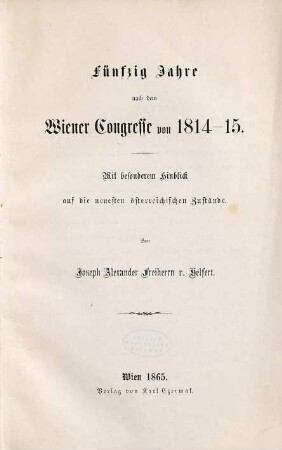 Fünfzig Jahre
nach dem
Wiener Congresse von 1814-15.
Mit besonderem Hinblick
auf die neuesten österreichischen Zustände.
Von
Joseph Alexander Freiherrn v. Helfert.
Wien 1865.
Verlag von Karl Czermak.